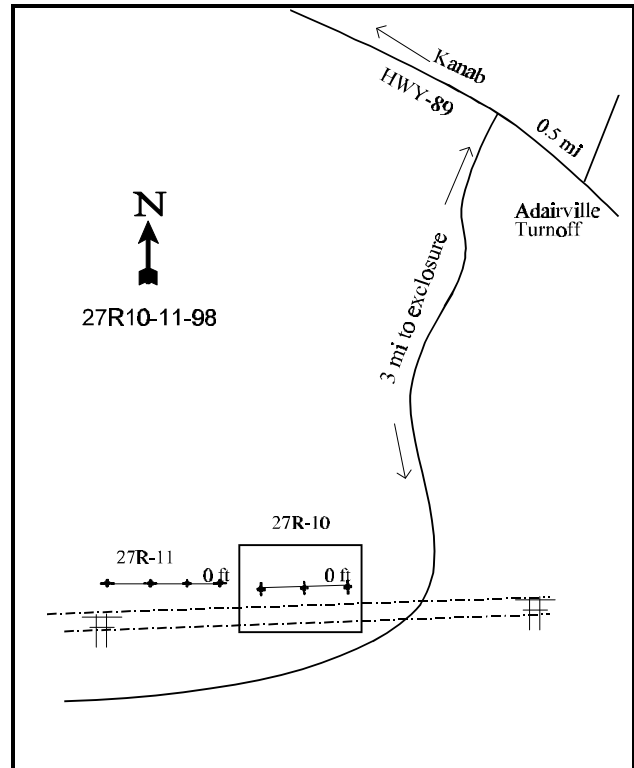 Kanab
HWY-89
0.5 mi
Adairville
Turnoff
N
27R10-11-98
3 mi to exclosure
27R-10
27R-11
0 ft
0 ft